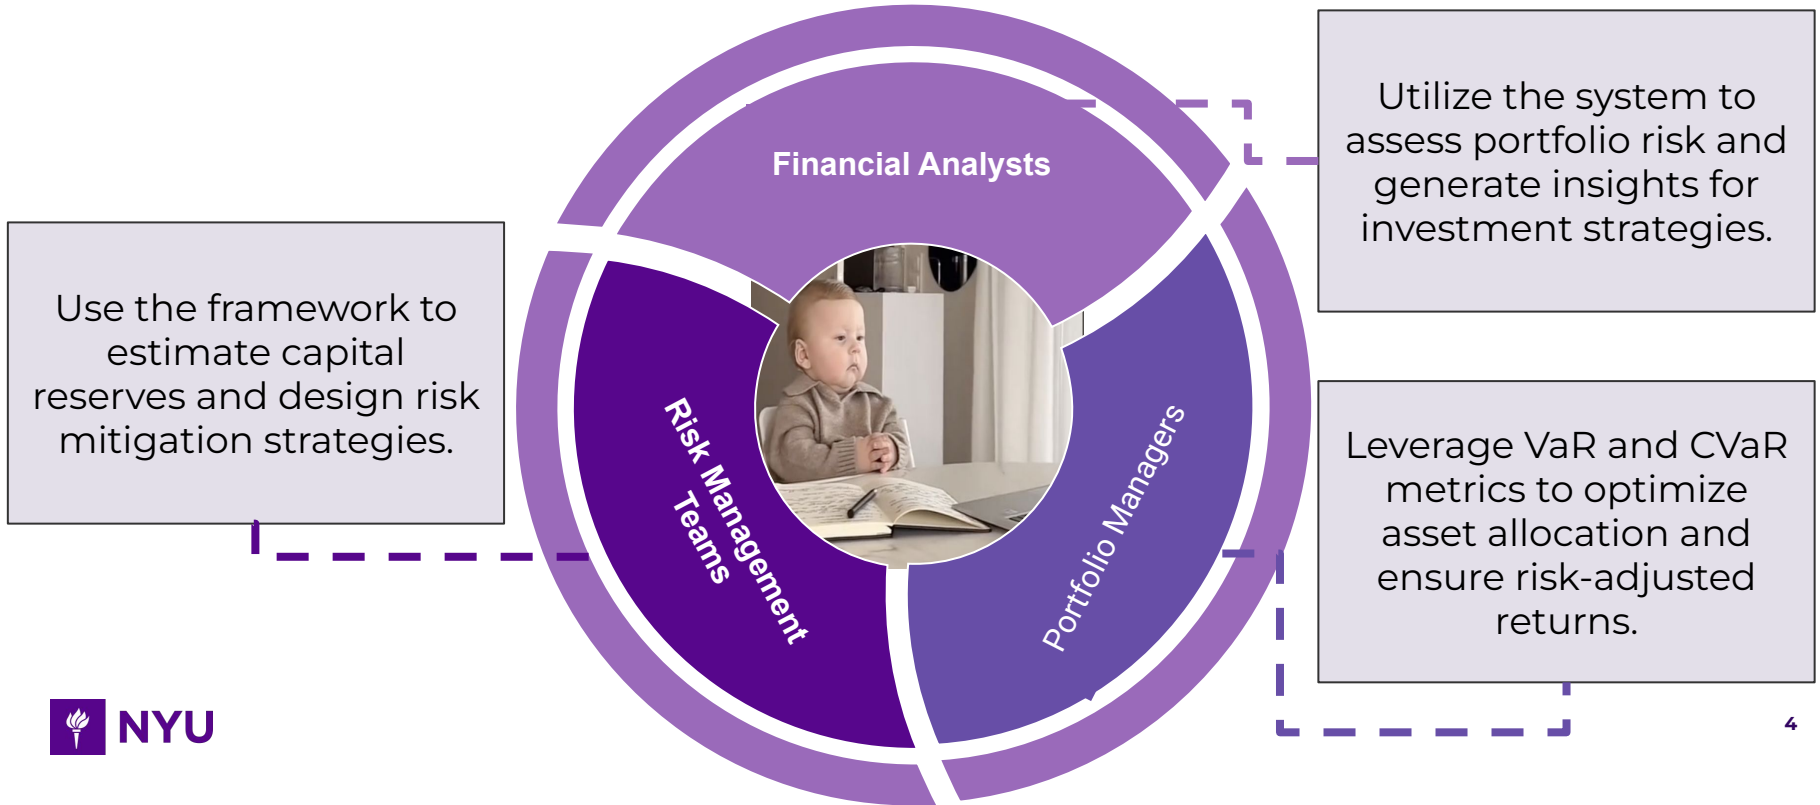 Financial Analysts
Utilize the system to
assess portfolio risk and
generate insights for
investment strategies.
Use the framework to
estimate capital
reserves and design risk
mitigation strategies.
Risk Management
Teams
Portfolio Managers
Leverage VaR and CVaR
metrics to optimize
asset allocation and
ensure risk-adjusted
returns.
NYU
4